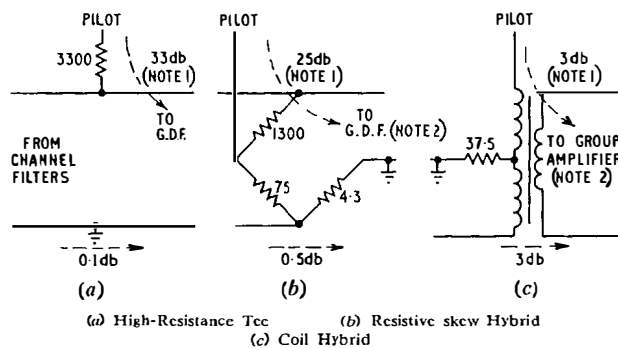 PILOT
3300
33db
(NOTE 1)
TO
G.D.F.
FROM
CHANNEL
FILTERS
0·1db
(a)
PILOT
25db
(NOTE 1)
TO
G.D.F. (NOTE 2)
1300
75
4·3
0·5db
(b)
PILOT
3db
(NOTE 1)
37·5
TO GROUP
AMPLIFIER
(NOTE 2)
3db
(c)
(a) High-Resistance Tee (b) Resistive skew Hybrid
(c) Coil Hybrid